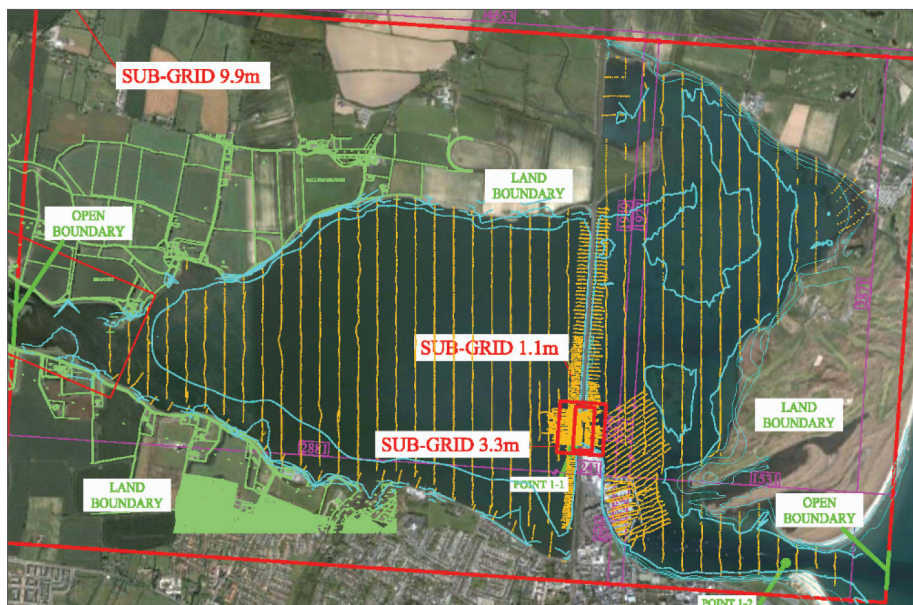 SUB-GRID 9.9m
LAND
BOUNDARY
OPEN
BOUNDARY
SUB-GRID 1.1m
SUB-GRID 3.3m
2881
POINT 1-1
LAND
BOUNDARY
1531
LAND
BOUNDARY
OPEN
BOUNDARY
POINT 1-2